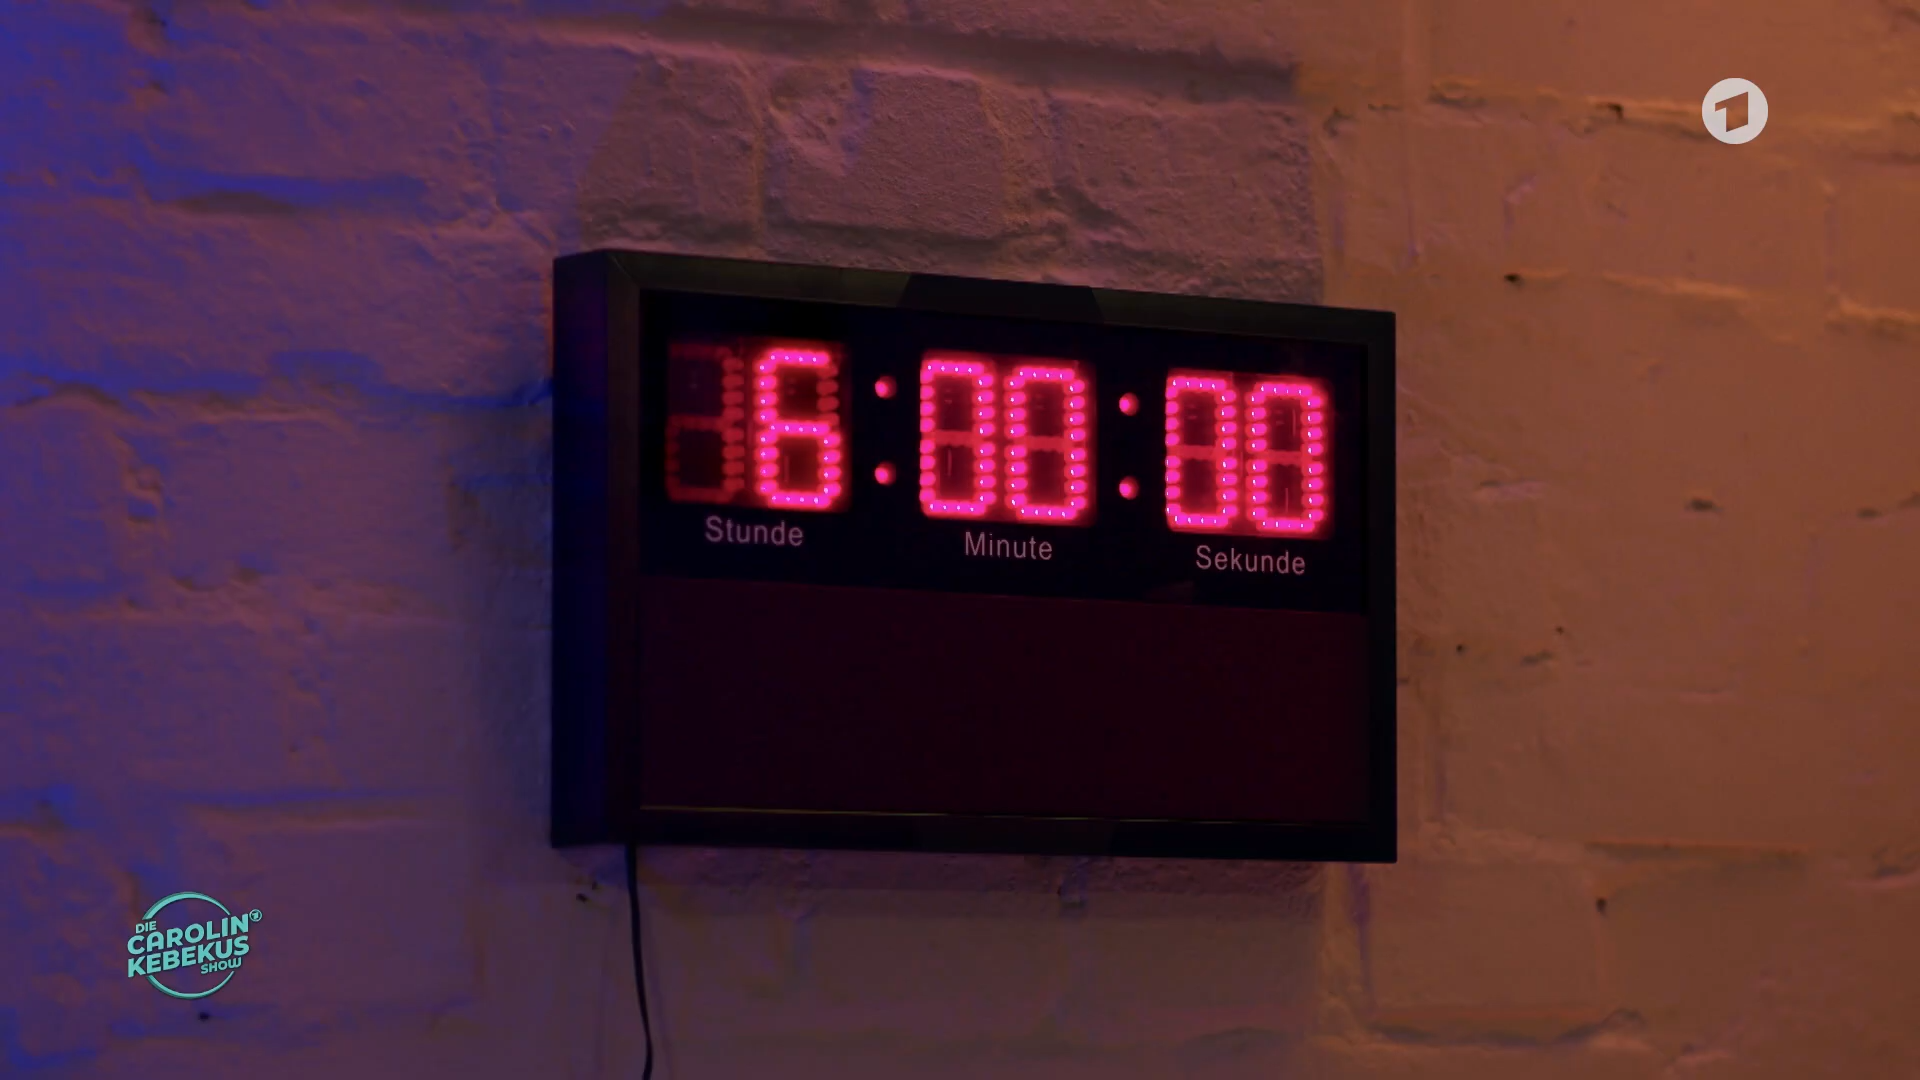 6:00:00
Stunde Minute Sekunde
DIE
CAROLIN
KEBEKUS
SHOW